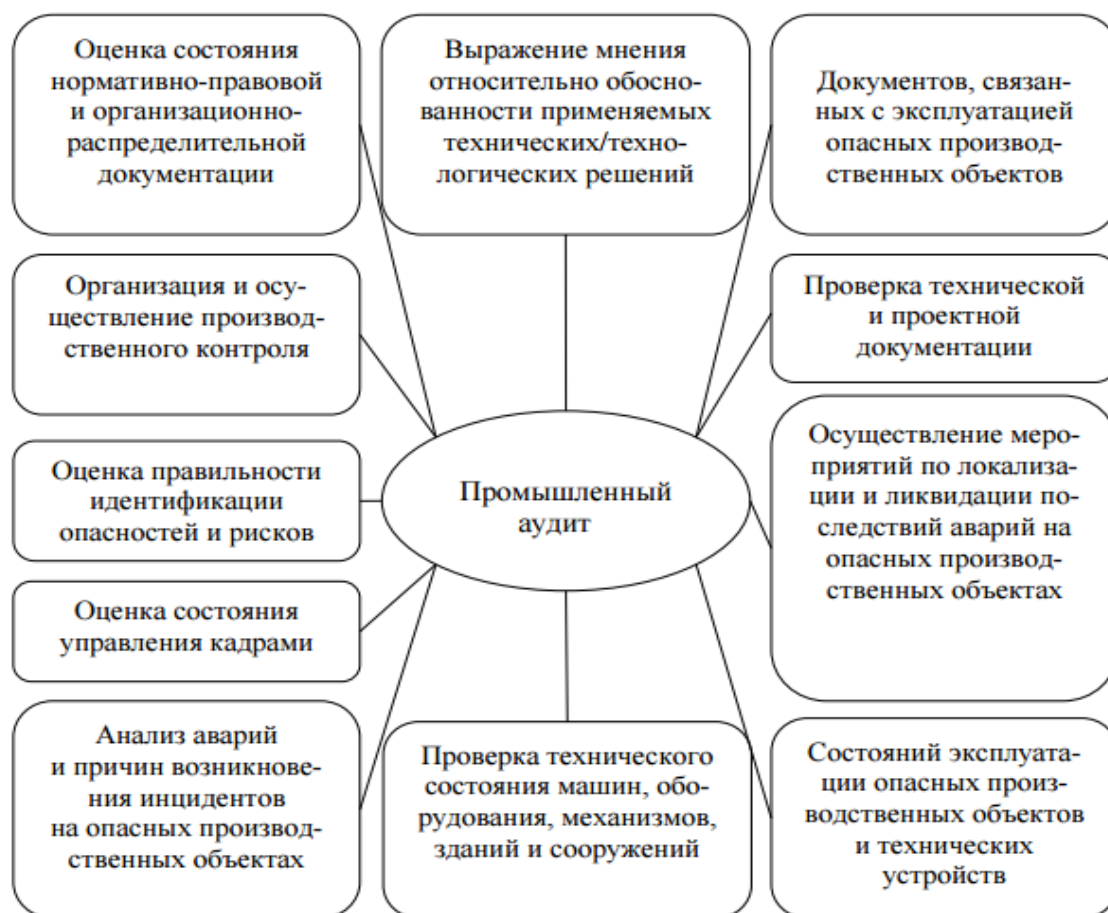 Оценка состояния
нормативно-правовой
и организационно-
распределительной
документации
Выражение мнения
относительно обосно-
ванности применяемых
технических/техно-
логических решений
Документов, связан-
ных с эксплуатацией
опасных производ-
ственных объектов
Организация и осу-
ществление производ-
ственного контроля
Проверка технической
и проектной
документации
Оценка правильности
идентификации
опасностей и рисков
Промышленный
аудит
Осуществление меро-
приятий по локализа-
ции и ликвидации по-
следствий аварий на
опасных производ-
ственных объектах
Оценка состояния
управления кадрами
Анализ аварий
и причин возникнове-
ния инцидентов
на опасных производ-
ственных объектах
Проверка технического
состояния машин, обо-
рудования, механизмов,
зданий и сооружений
Состояний эксплуата-
ции опасных произ-
водственных объектов
и технических
устройств